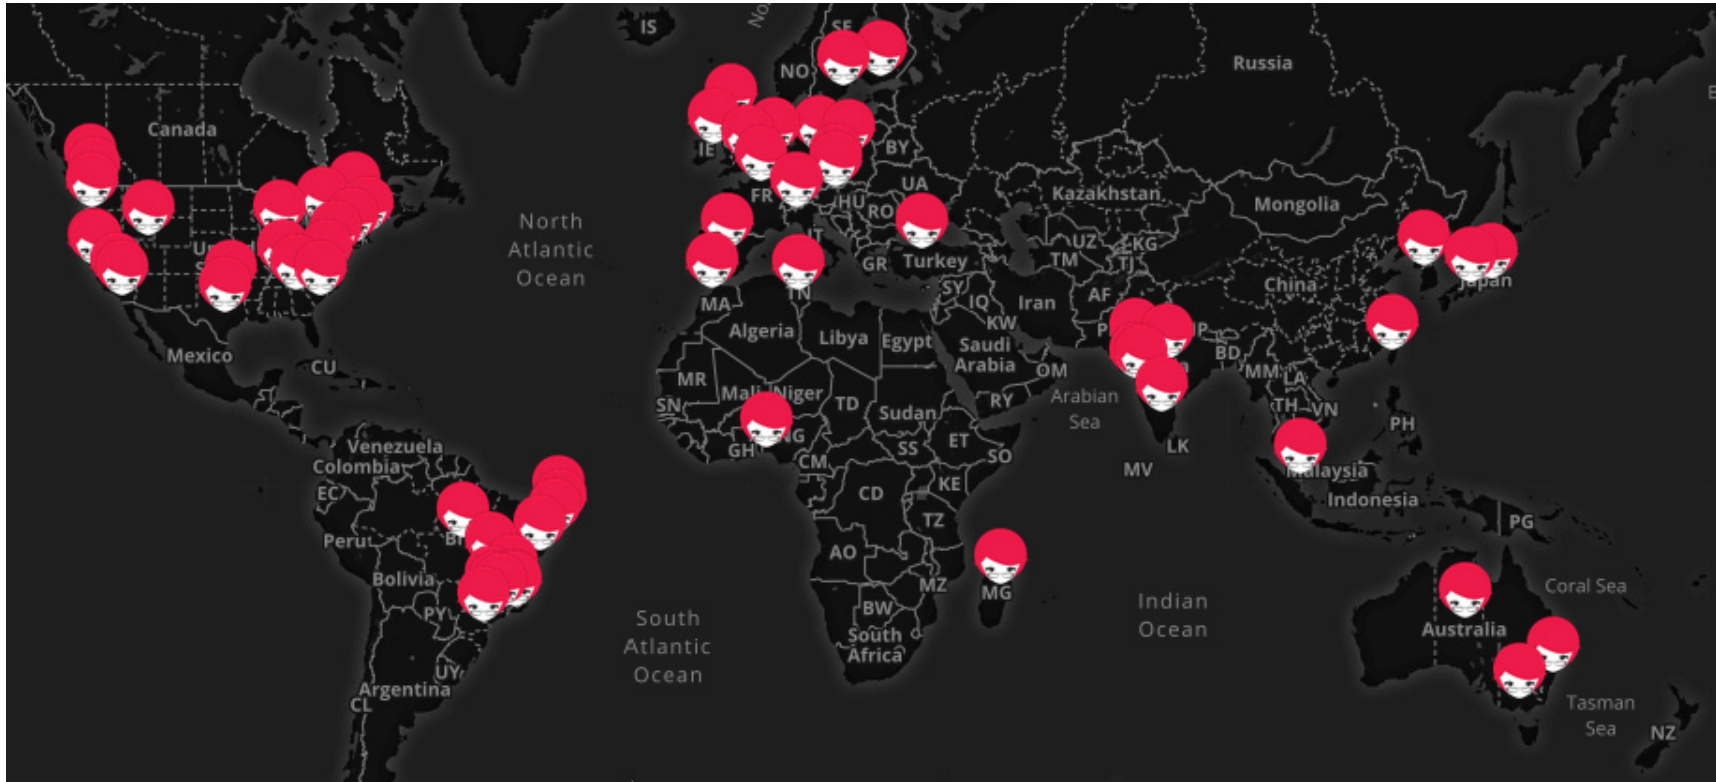 IS
SE
NO
Russia
Canada
IE
BY
UA
FR
HU
RO
IT
Kazakhstan
Mongolia
North
Atlantic
Ocean
UZ
KG
TM
TJ
GR
Turkey
SY
IQ
Iran
AF
China
Japan
MA
TN
KW
Algeria
Libya
Egypt
Saudi
Arabia
OM
BD
Mexico
CU
MR
Mali
Niger
TD
Sudan
RY
Arabian
Sea
MM
LA
TH
VN
PH
SN
GH
NG
CM
SS
ET
SO
LK
MV
Venezuela
Colombia
EC
Malaysia
Indonesia
PG
CD
KE
TZ
Peru
Bolivia
AO
MZ
MG
PY
BW
South
Africa
South
Atlantic
Ocean
Indian
Ocean
Coral Sea
Australia
UY
Argentina
CL
Tasman
Sea
NZ